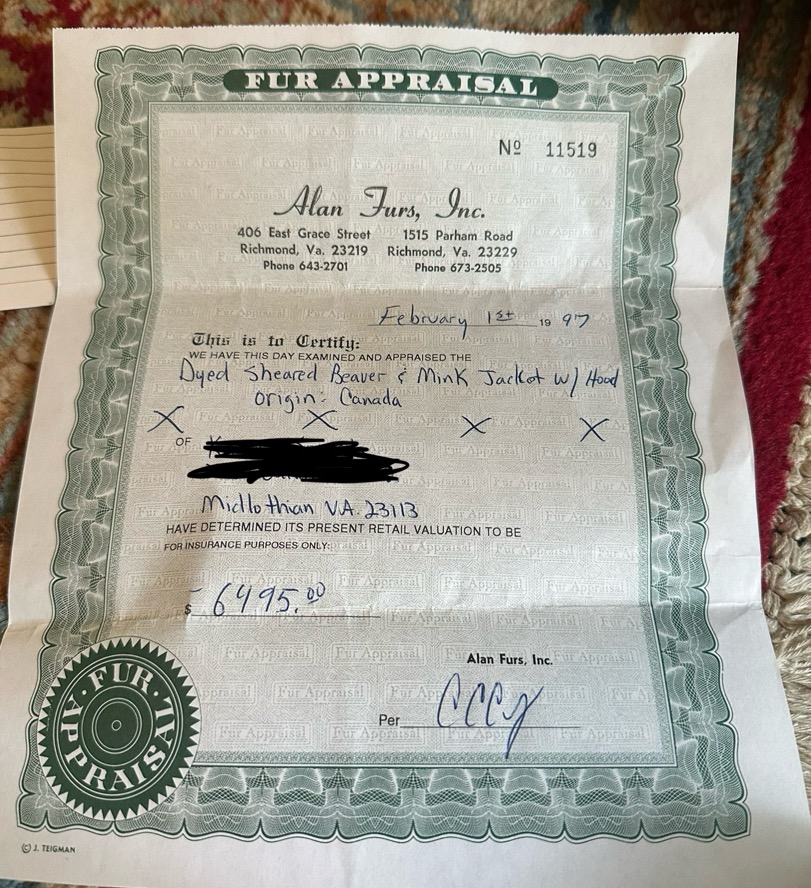 FUR APPRAISAL
Nº 11519
Alan Furs, Inc.
406 East Grace Street 1515 Parham Road
Richmond, Va. 23219 Richmond, Va. 23229
Phone 643-2701 Phone 673-2505
February 1st 19 97
This is to Certify:
WE HAVE THIS DAY EXAMINED AND APPRAISED THE
Dyed Sheared Beaver & Mink Jacket w/ Hood
origin: Canada
X X X X
OF
Midlothian VA. 23113
HAVE DETERMINED ITS PRESENT RETAIL VALUATION TO BE
FOR INSURANCE PURPOSES ONLY:
$ 6495.00
Alan Furs, Inc.
Per
FUR APPRAISAL
© J. TEIGMAN